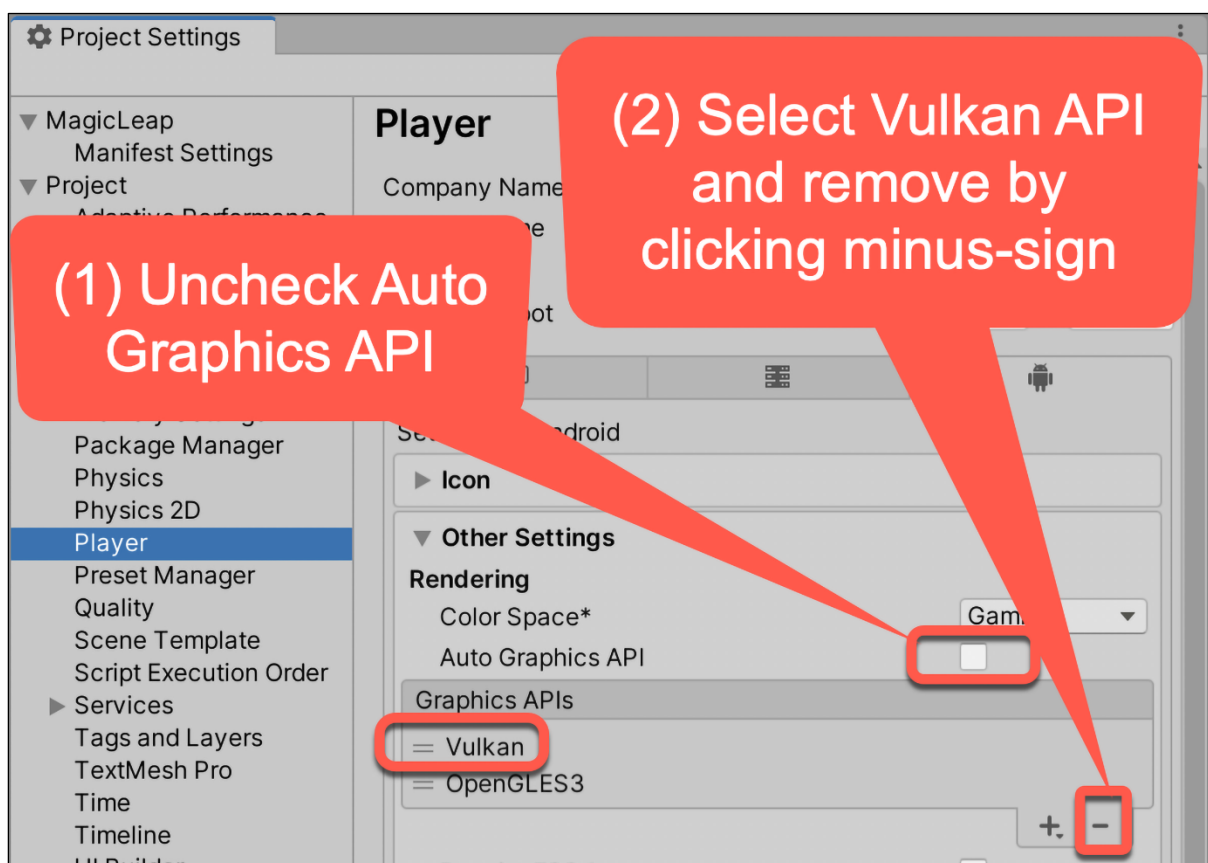 Project Settings
MagicLeap
Manifest Settings
Project
Package Manager
Physics
Physics 2D
Player
Preset Manager
Quality
Scene Template
Script Execution Order
Services
Tags and Layers
TextMesh Pro
Time
Timeline
Player
Company Name
(1) Uncheck Auto
Graphics API
(2) Select Vulkan API
and remove by
clicking minus-sign
Icon
Other Settings
Rendering
Color Space*
Auto Graphics API
Graphics APIs
= Vulkan
= OpenGLES3
+ -